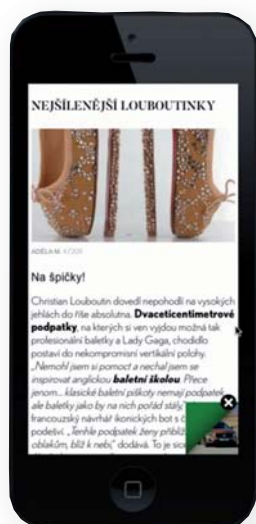 NEJŠÍLENĚJŠÍ LOUBOUTINKY
ADÉLA M.
Na špičky!
Christian Louboutin dovedl nepohodlí na vysokých
jehlách do říše absolutna. Dvaceticentimetrové
podpatky, na kterých si ven vyjdou možná tak
profesionální baletky a Lady Gaga, chodidlo
postaví do nekompromisní vertikální polohy.
„Nemohl jsem si pomoct a nechal jsem se
inspirovat anglickou baletní školou. Přece
jenom... klasické baletní piškoty nemají podpatek,
ale baletky jako by na nich pořád stály,"
francouzský návrhář ikonických bot s č
podešví. „Tenhle podpatek ženy přiblíž
oblakům, blíž k nebi," dodává. To je sice